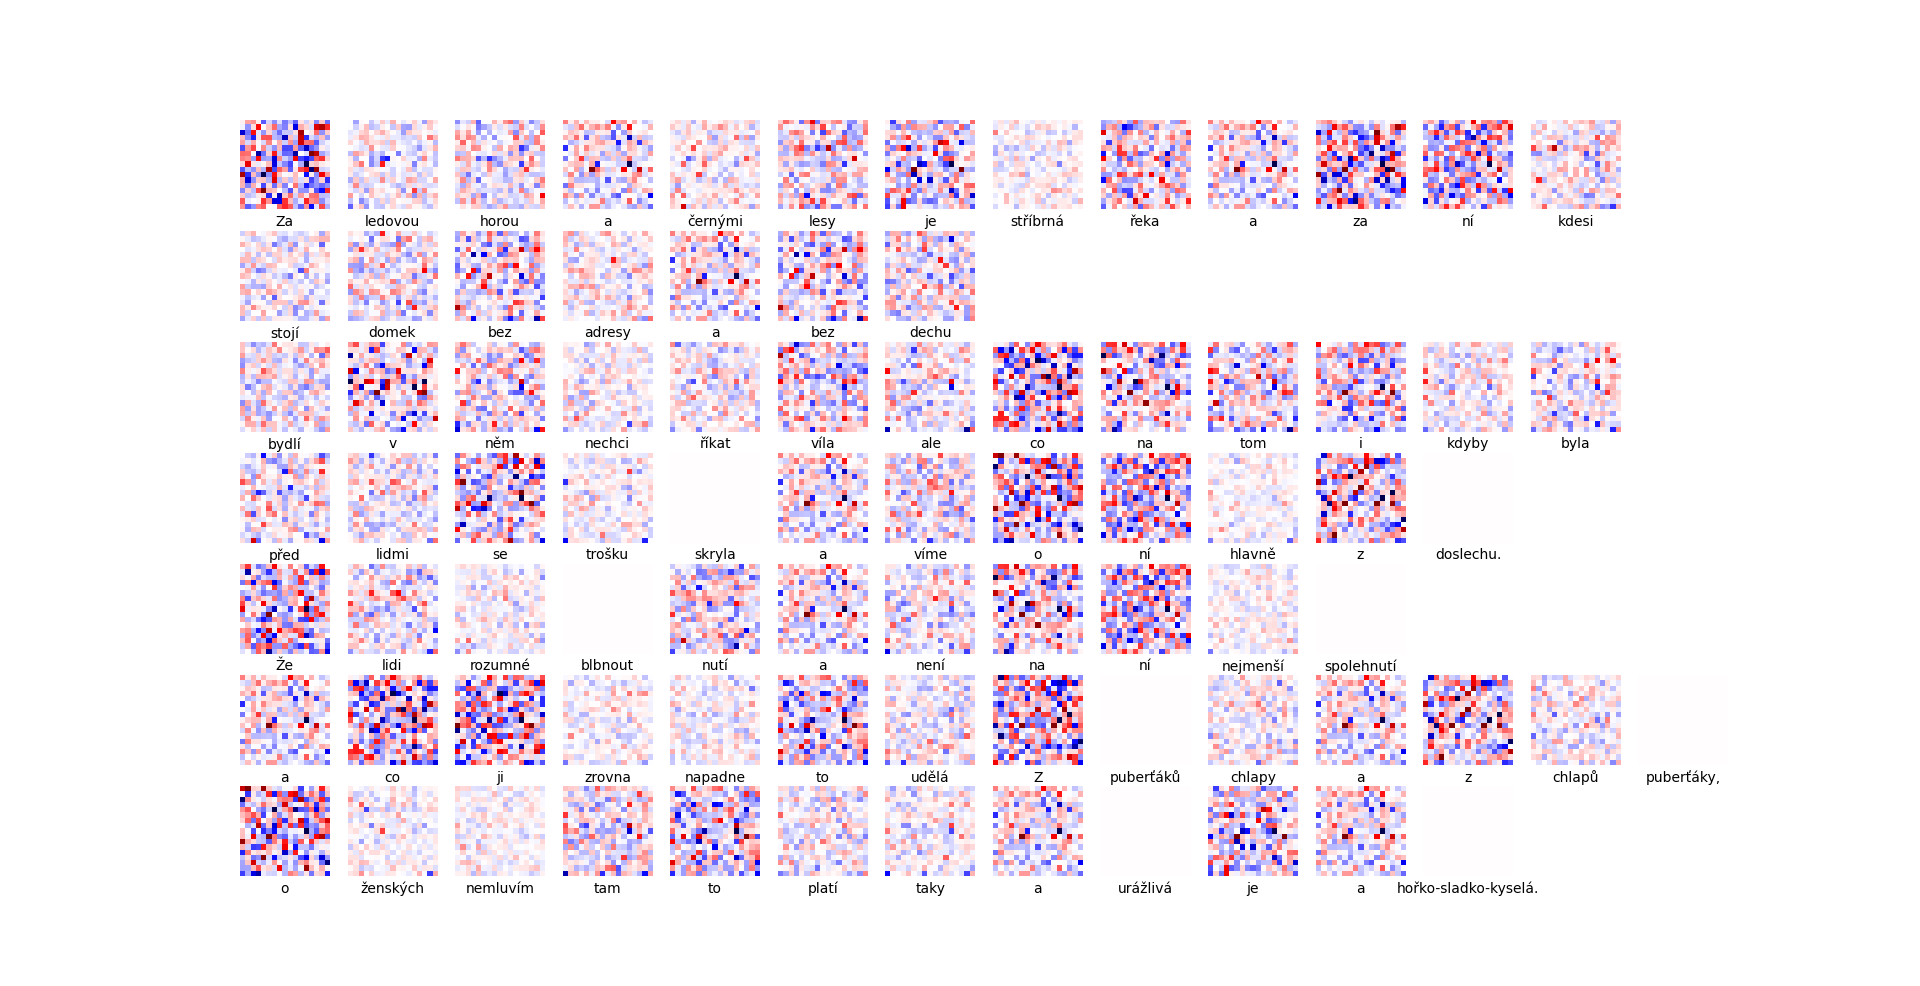 Za ledovou horou a černými lesy je stříbrná řeka a za ní kdesi
stojí domek bez adresy a bez dechu
bydlí v něm nechci říkat víla ale co na tom i kdyby byla
před lidmi se trošku skryla a víme o ní hlavně z doslechu.
Že lidi rozumné blbnout nutí a není na ní nejmenší spolehnutí
a co ji zrovna napadne to udělá Z puberťáků chlapy a z chlapů puberťáky,
o ženských nemluvím tam to platí taky a urážlivá je a hořko-sladko-kyselá.